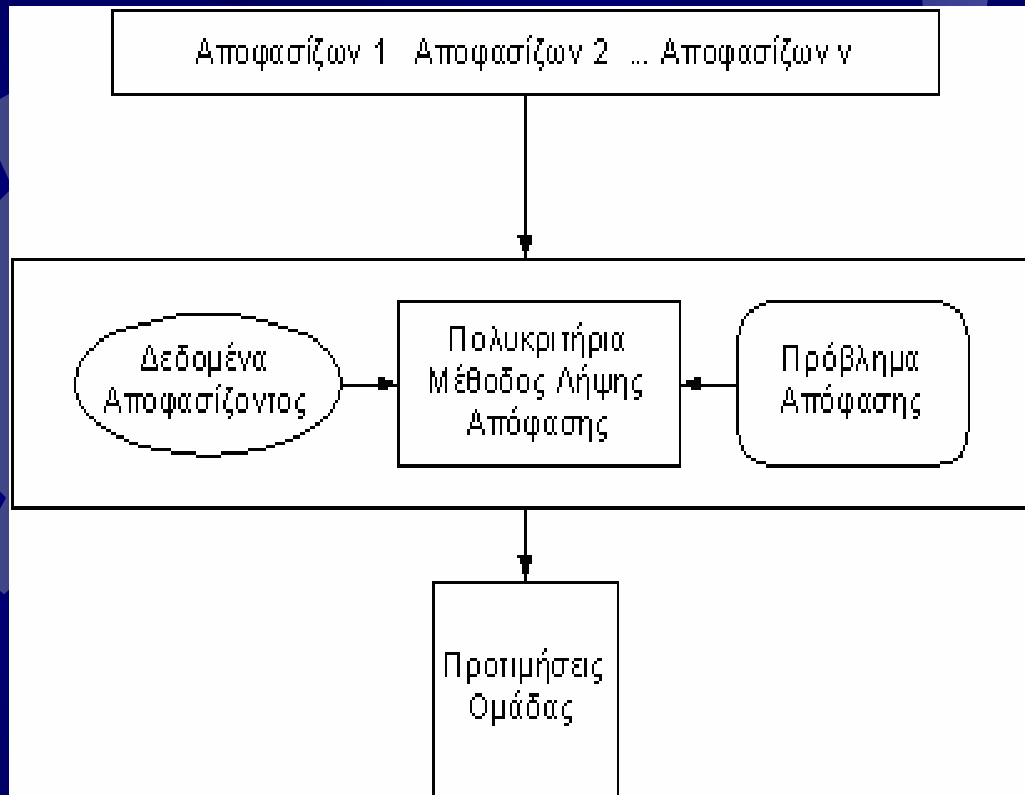 Αποφασίζων 1 Αποφασίζων 2 ... Αποφασίζων ν
Δεδομένα
Αποφασίζοντος
Πολυκριτήρια
Μέθοδος Λήψης
Απόφασης
Πρόβλημα
Απόφασης
Προτιμήσεις
Ομάδας